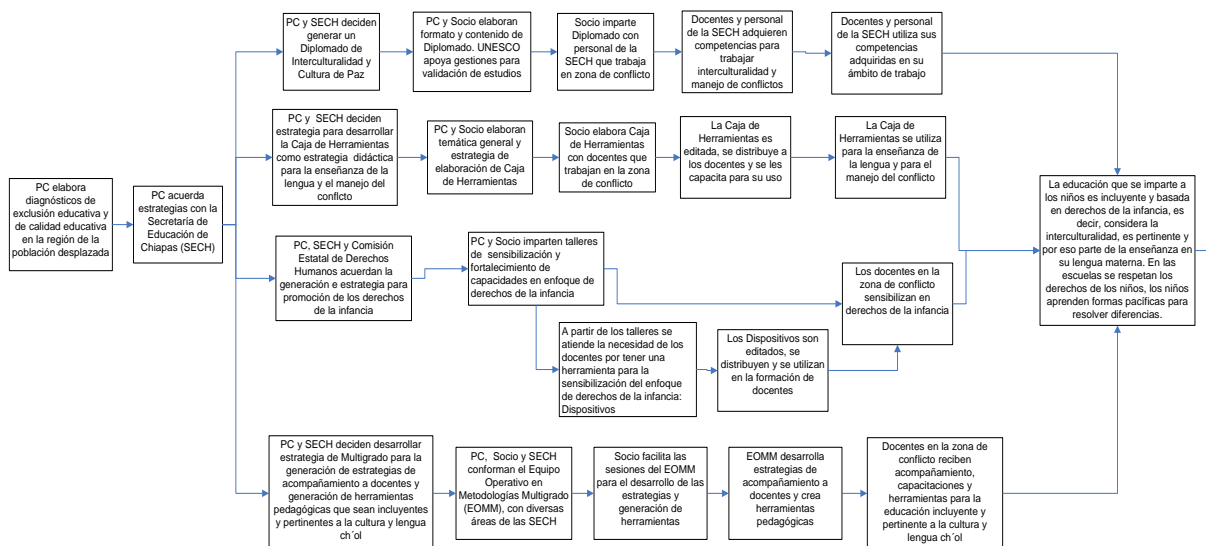 PC y SECH deciden
generar un
Diplomado de
Interculturalidad y
Cultura de Paz
PC y Socio elaboran
formato y contenido de
Diplomado. UNESCO
apoya gestiones para
validación de estudios
Socio imparte
Diplomado con
personal de la
SECH que trabaja
en zona de conflicto
Docentes y personal
de la SECH adquieren
competencias para
trabajar
interculturalidad y
manejo de conflictos
Docentes y personal
de la SECH utiliza sus
competencias
adquiridas en su
ámbito de trabajo
PC y  SECH deciden
estrategia para desarrollar
la Caja de Herramientas
como estrategia  didáctica
para la enseñanza de la
lengua y el manejo del
conflcto
PC y Socio elaboran
temática general y
estrategia de
elaboración de Caja de
Herramientas
Socio elabora Caja
de Herramientas
con docentes que
trabajan en la zona
de conflicto
La Caja de
Herramientas es
editada, se distribuye a
los docentes y se les
capacita para su uso
La Caja de
Herramientas se utiliza
para la enseñanza de
la lengua y para el
manejo del conflicto
PC elabora
diagnósticos de
exclusión educativa y
de calidad educativa
en la región de la
población desplazada
PC acuerda
estrategias con la
Secretaría de
Educación de
Chiapas (SECH)
PC, SECH y Comisión
Estatal de Derechos
Humanos acuerdan la
generación e estrategia para
promoción de los derechos
de la infancia
PC y Socio imparten talleres
de  sensibilización y
fortalecimiento de
capacidades en enfoque de
derechos de la infancia
A partir de los talleres se
atiende la necesidad de los
docentes por tener una
herramienta para la
sensibilización del enfoque
de derechos de la infancia:
Dispositivos
Los Dispositivos son
editados, se
distribuyen y se utilizan
en la formación de
docentes
Los docentes en la
zona de conflicto
sensibilizan en
derechos de la infancia
La educación que se imparte a
los niños es incluyente y basada
en derechos de la infancia, es
decir, considera la
interculturalidad, es pertinente y
por eso parte de la enseñanza en
su lengua materna. En las
escuelas se respetan los
derechos de los niños, los niños
aprenden formas pacíficas para
resolver diferencias.
PC y SECH deciden desarrollar
estrategia de Multigrado para la
generación de estrategias de
acompañamiento a docentes y
generación de herramientas
pedagógicas que sean incluyentes
y pertinentes a la cultura y lengua
ch´ol
PC,  Socio y SECH
conforman el Equipo
Operativo en
Metodologías Multigrado
(EOMM), con diversas
áreas de las SECH
Socio facilita las
sesiones del EOMM
para el desarrollo de las
estrategias y
generación de
herramientas
EOMM desarrolla
estrategias de
acompañamiento a
docentes y crea
herramientas
pedagógicas
Docentes en la zona de
conflicto reciben
acompañamiento,
capacitaciones y
herramientas para la
educación incluyente y
pertinente a la cultura y
lengua ch´ol